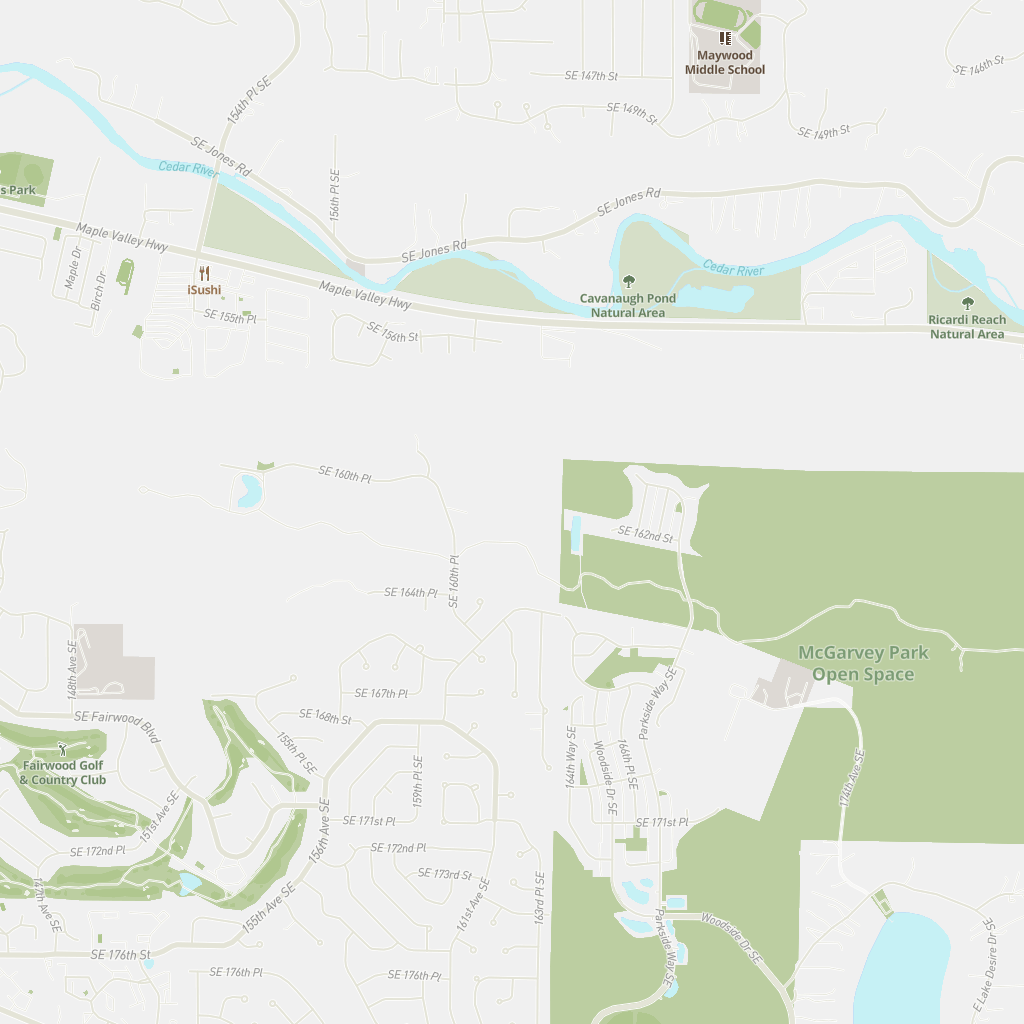 Maywood
Middle School
SE 147th St
SE 146th St
SE 149th St
SE 149th St
154th Pl SE
SE Jones Rd
Cedar River
156th Pl SE
s Park
SE Jones Rd
Maple Valley Hwy
SE Jones Rd
Cedar River
Maple Dr
Birch Dr
iSushi
Maple Valley Hwy
Cavanaugh Pond
Natural Area
Ricardi Reach
Natural Area
SE 155th Pl
SE 156th St
SE 160th Pl
SE 162nd St
SE 160th Pl
SE 164th Pl
148th Ave SE
McGarvey Park
Open Space
SE 167th Pl
Parkside Way SE
SE Fairwood Blvd
SE 168th St
155th Pl SE
164th Way SE
Woodside Dr SE
166th Pl SE
Fairwood Golf
& Country Club
159th Pl SE
174th Ave SE
151st Ave SE
156th Ave SE
SE 171st Pl
SE 171st Pl
SE 172nd Pl
SE 172nd Pl
SE 173rd St
147th Ave SE
155th Ave SE
161st Ave SE
163rd Pl SE
Parkside Way SE
Woodside Dr SE
E Lake Desire Dr SE
SE 176th St
SE 176th Pl
SE 176th Pl